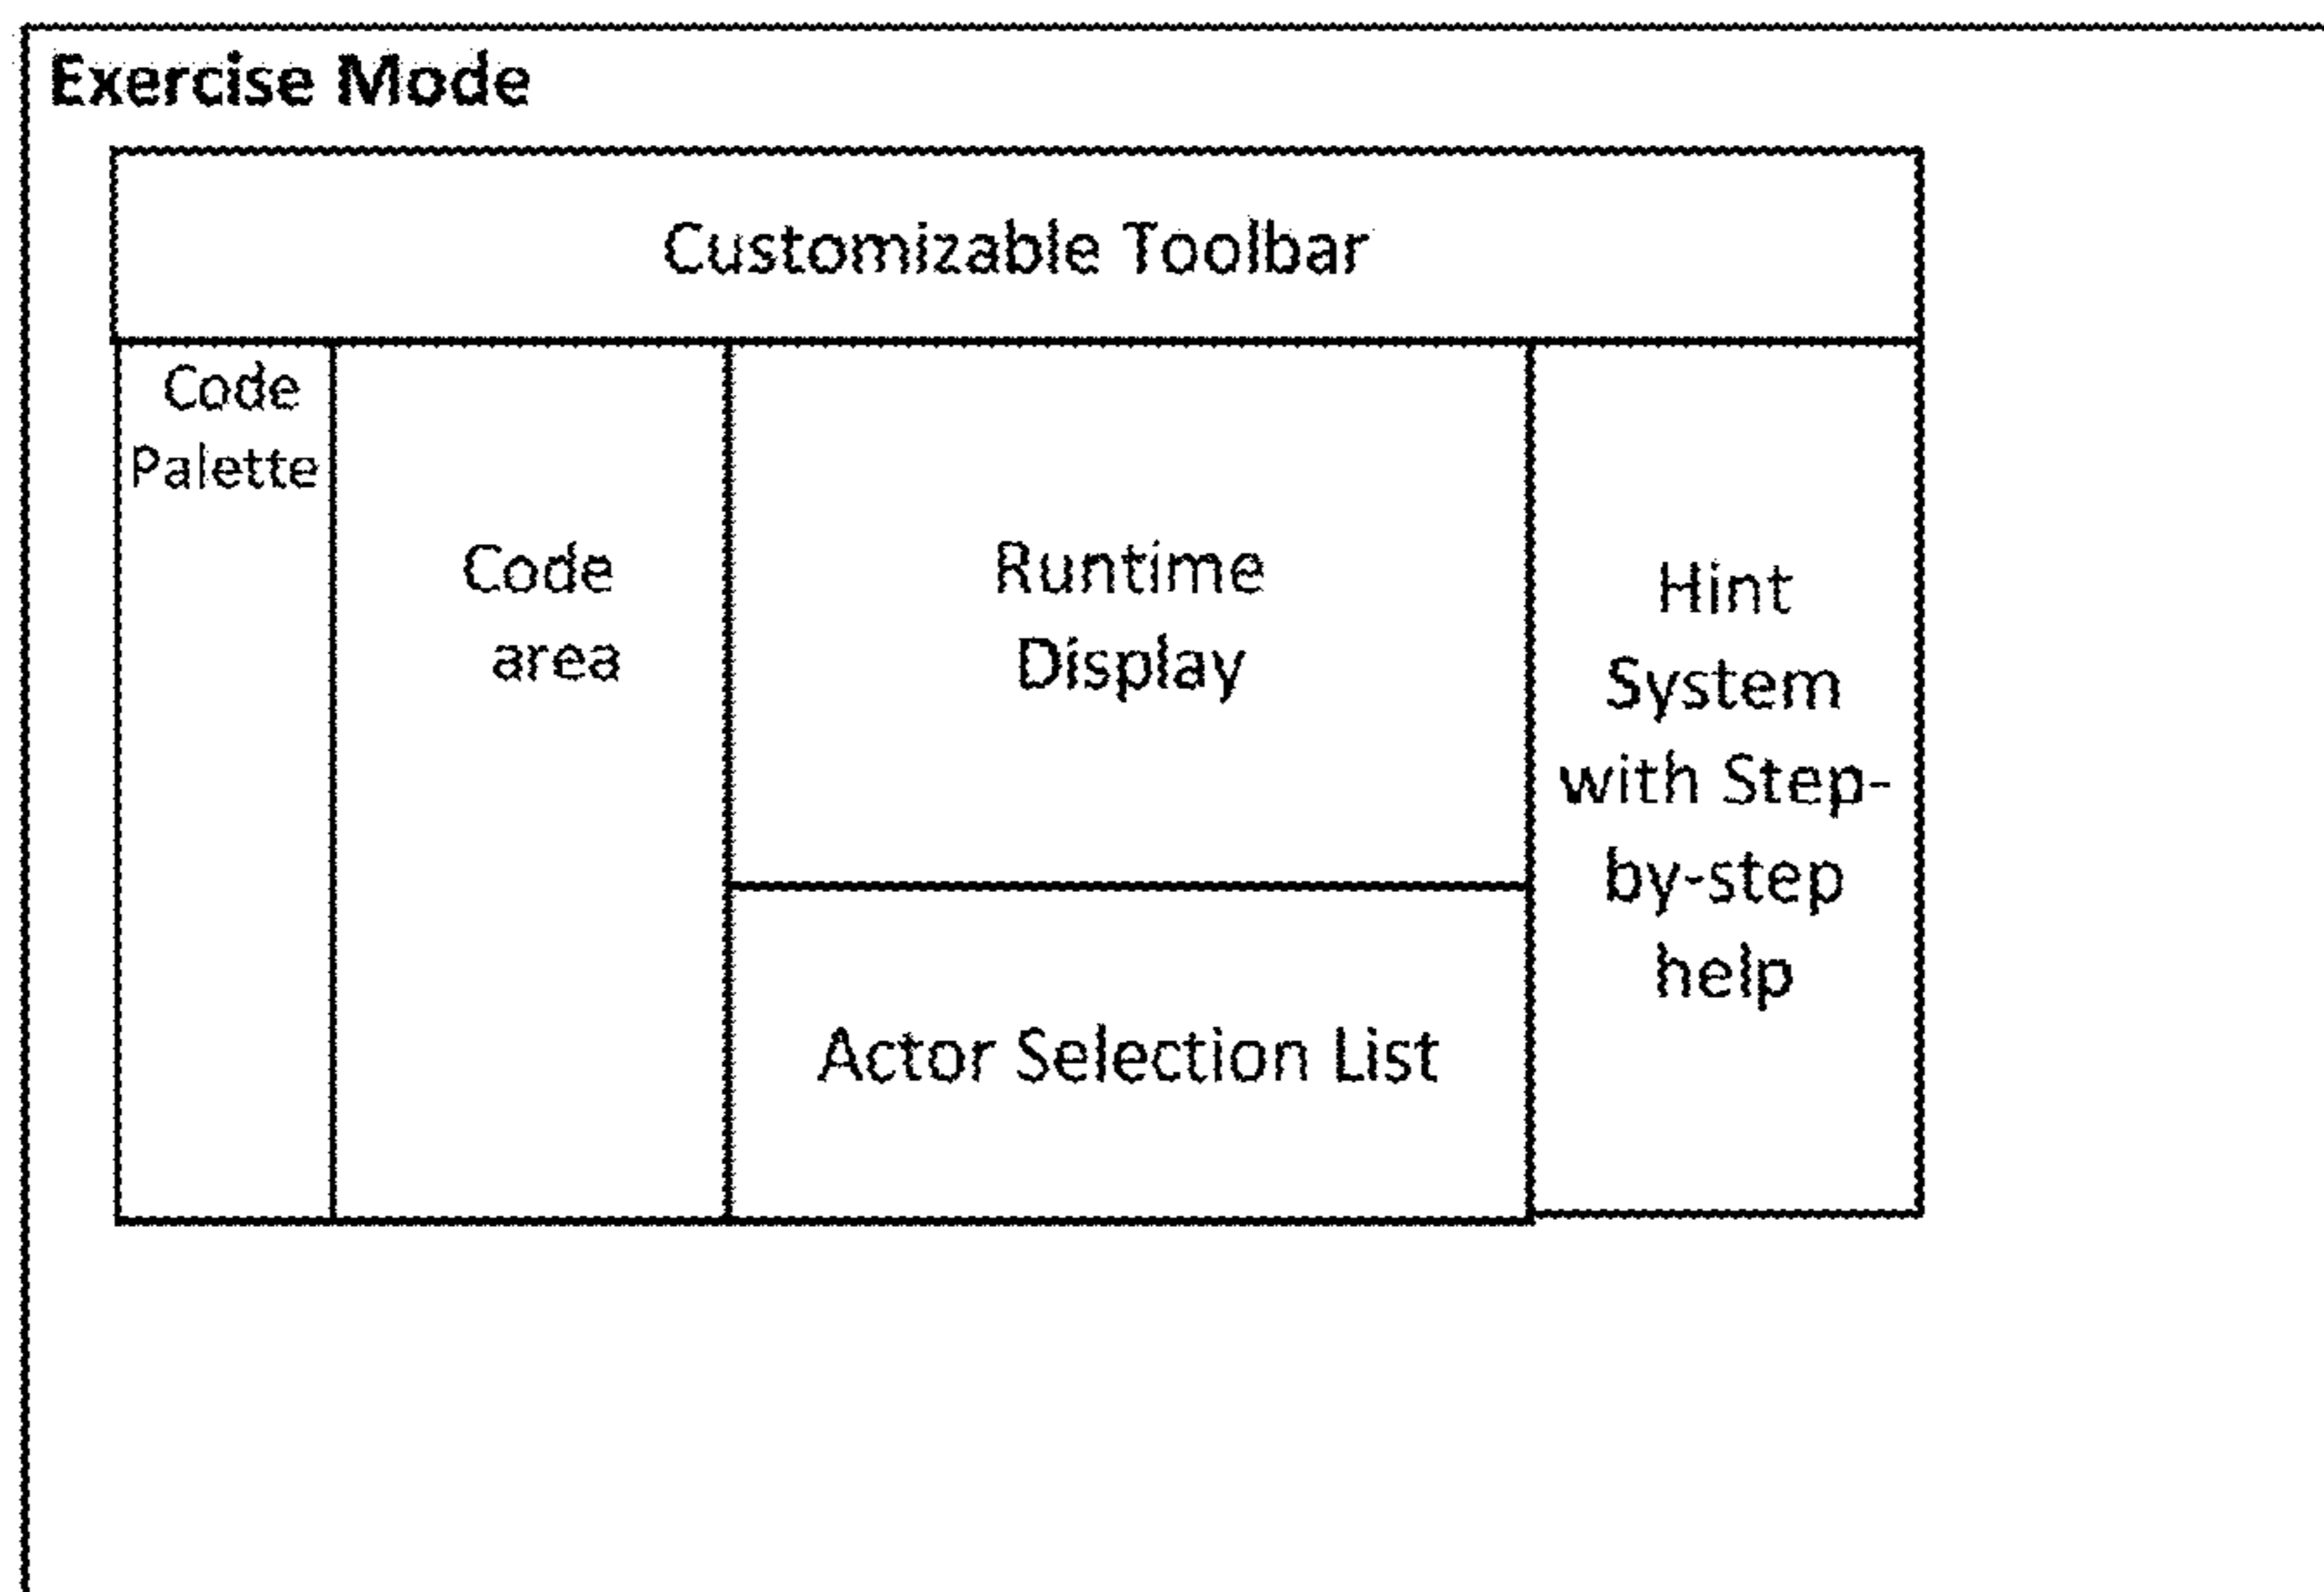 Exercise Mode
Customizable Toolbar
Code
Palette
Code
area
Runtime
Display
Actor Selection List
Hint
System
with Step-
by-step
help